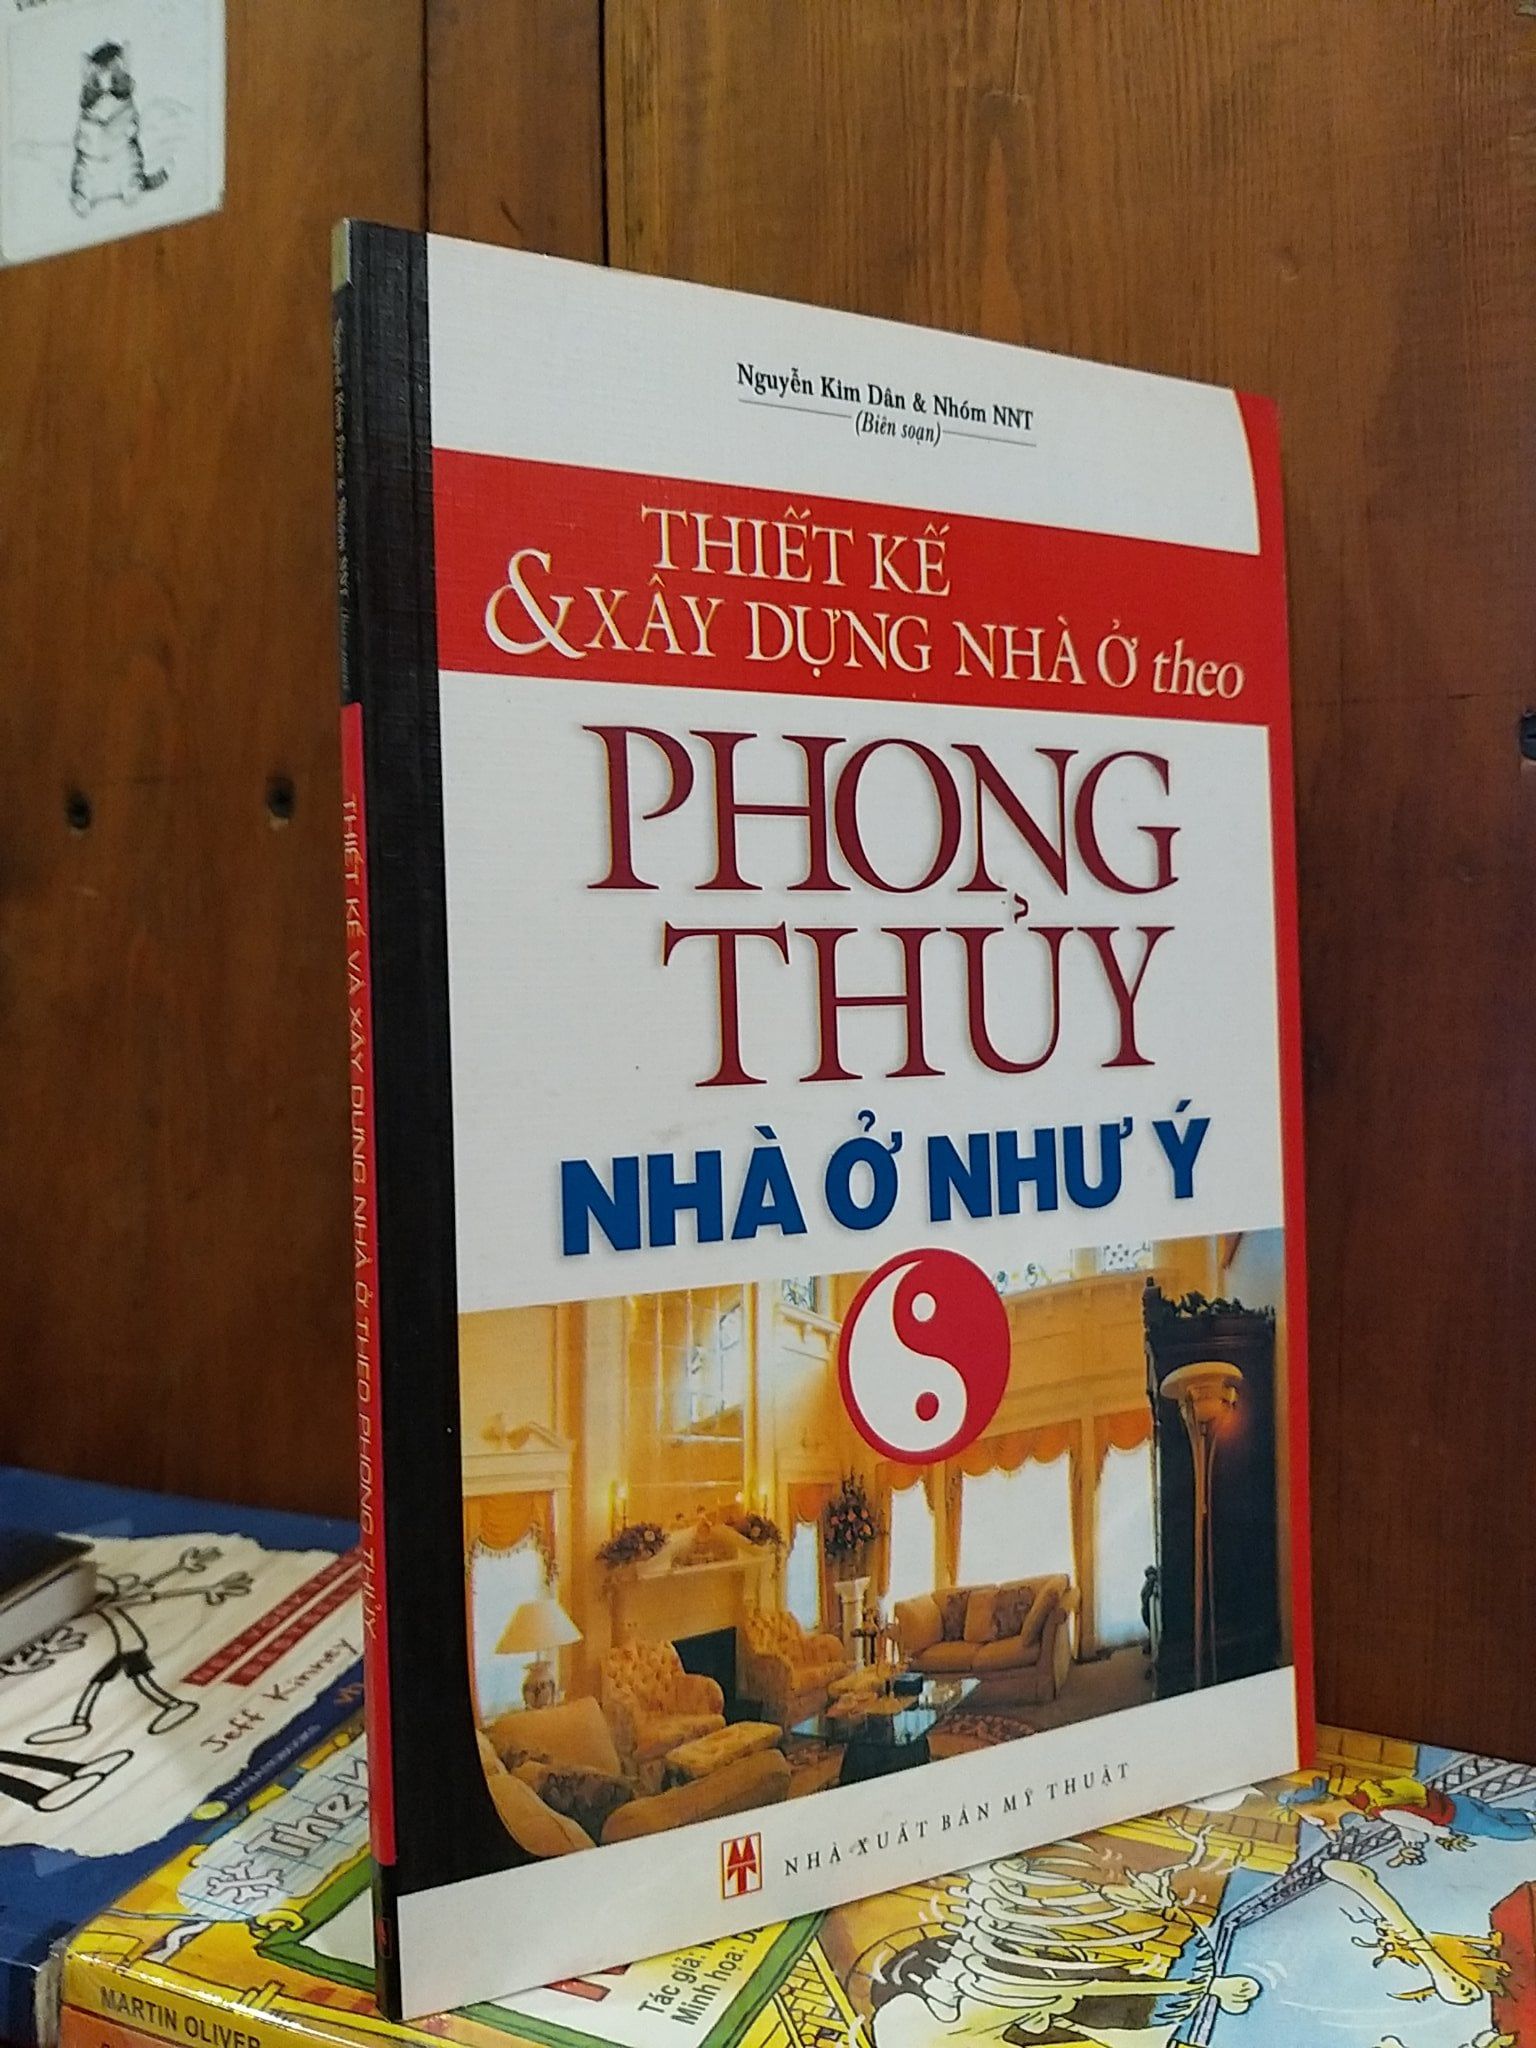 Nguyễn Kim Dân & Nhóm NNT
(Biên soạn)
THIẾT KẾ
& XÂY DỰNG NHÀ Ở theo
PHONG
THỦY
NHÀ Ở NHƯ Ý
MT
NHÀ XUẤT BẢN MỸ THUẬT
THIẾT KẾ VÀ XÂY DỰNG NHÀ Ở THEO PHONG THỦY
Jeff Kinney
MARTIN OLIVER
Tác giả:
Minh họa: